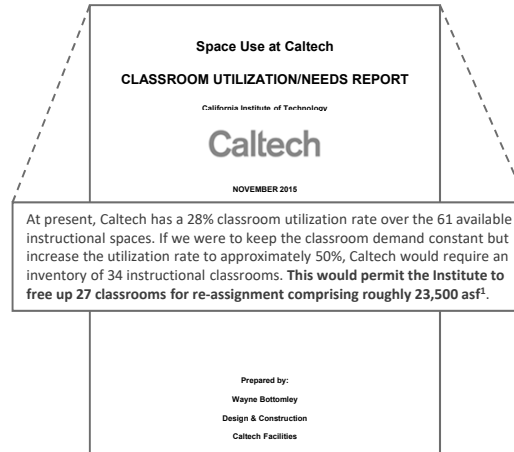 Space Use at Caltech
CLASSROOM UTILIZATION/NEEDS REPORT
California Institute of Technology
Caltech
NOVEMBER 2015
At present, Caltech has a 28% classroom utilization rate over the 61 available
instructional spaces. If we were to keep the classroom demand constant but
increase the utilization rate to approximately 50%, Caltech would require an
inventory of 34 instructional classrooms. This would permit the Institute to
free up 27 classrooms for re-assignment comprising roughly 23,500 asf¹.
Prepared by:
Wayne Bottomley
Design & Construction
Caltech Facilities